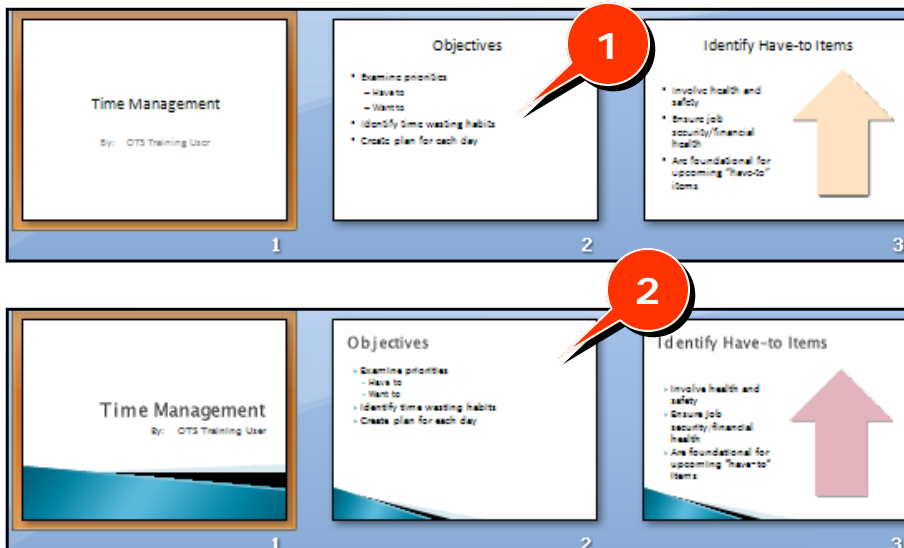 Time Management
By: OTS Training User
1
Objectives
• Examine priorities
– Have to
– Want to
• Identify time wasting habits
• Create plan for each day
1
2
Identify Have-to Items
• Involve health and
safety
• Ensure job
security/financial
health
• Are foundational for
upcoming "have-to"
items
3
Time Management
By: OTS Training User
1
Objectives
Examine priorities
- Have to
- Want to
Identify time wasting habits
Create plan for each day
2
2
Identify Have-to Items
Involve health and
safety
Ensure job
security/financial
health
Are foundational for
upcoming "have-to"
items
3